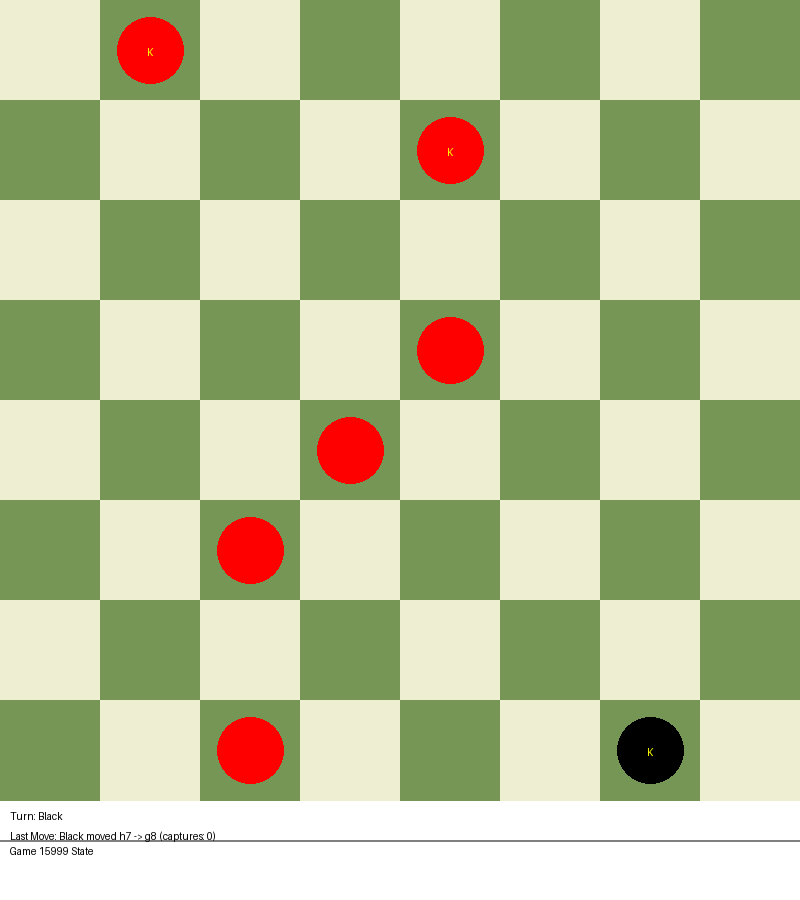 K
K
K
Turn: Black
Last Move: Black moved h7 -> g8 (captures: 0)
Game 15999 State